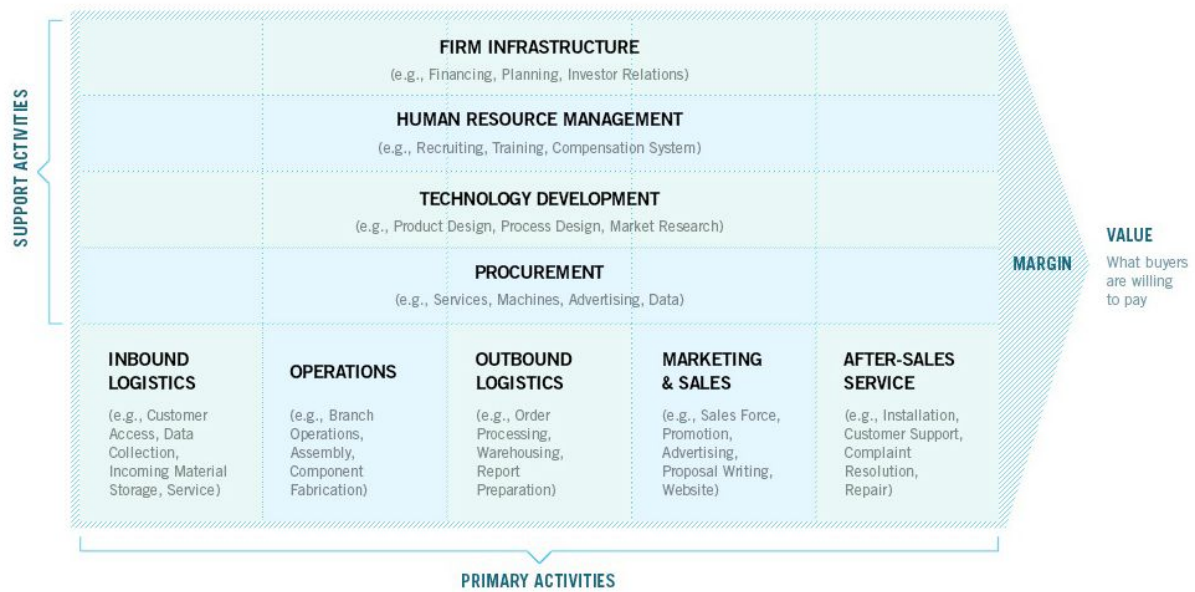 SUPPORT ACTIVITIES
FIRM INFRASTRUCTURE
(e.g., Financing, Planning, Investor Relations)
HUMAN RESOURCE MANAGEMENT
(e.g., Recruiting, Training, Compensation System)
TECHNOLOGY DEVELOPMENT
(e.g., Product Design, Process Design, Market Research)
PROCUREMENT
(e.g., Services, Machines, Advertising, Data)
INBOUND
LOGISTICS
(e.g., Customer
Access, Data
Collection,
Incoming Material
Storage, Service)
OPERATIONS
(e.g., Branch
Operations,
Assembly,
Component
Fabrication)
OUTBOUND
LOGISTICS
(e.g., Order
Processing,
Warehousing,
Report
Preparation)
MARKETING
& SALES
(e.g., Sales Force,
Promotion,
Advertising,
Proposal Writing,
Website)
AFTER-SALES
SERVICE
(e.g., Installation,
Customer Support,
Complaint
Resolution,
Repair)
MARGIN
VALUE
What buyers
are willing
to pay
PRIMARY ACTIVITIES